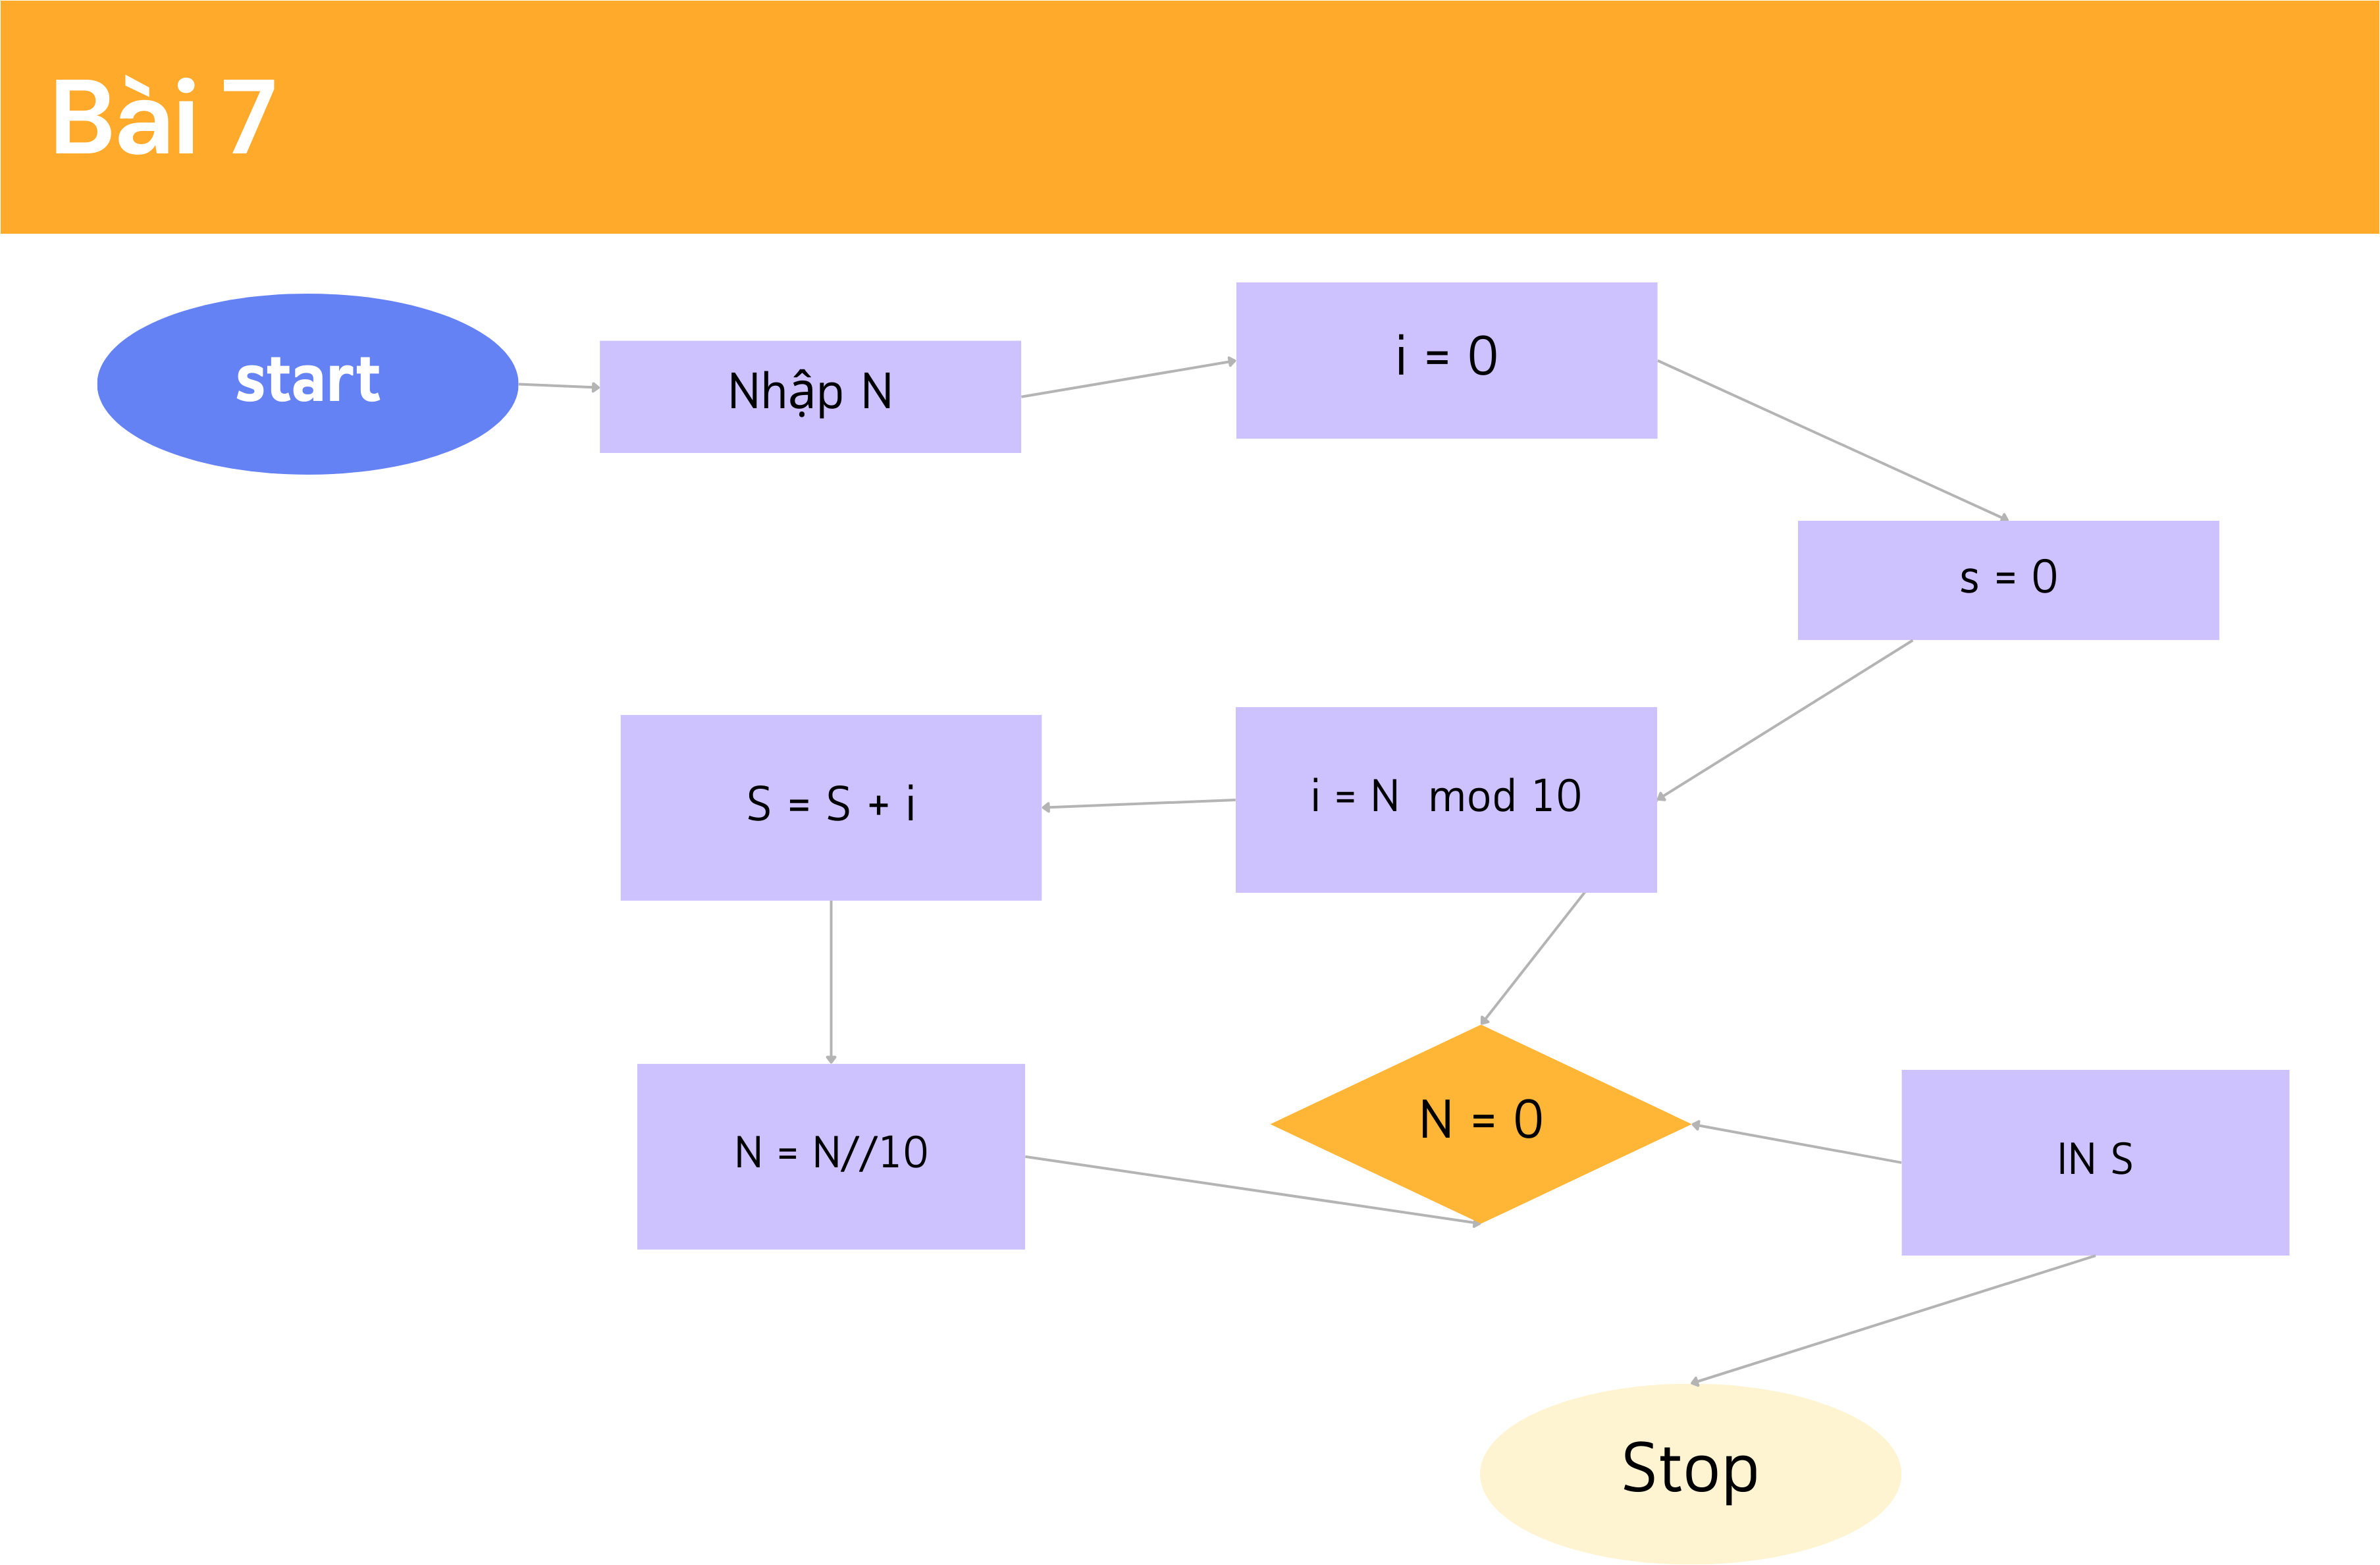 Bài 7
start
Nhập N
i = 0
s = 0
i = N  mod 10
S = S + i
N = N//10
N = 0
IN S
Stop